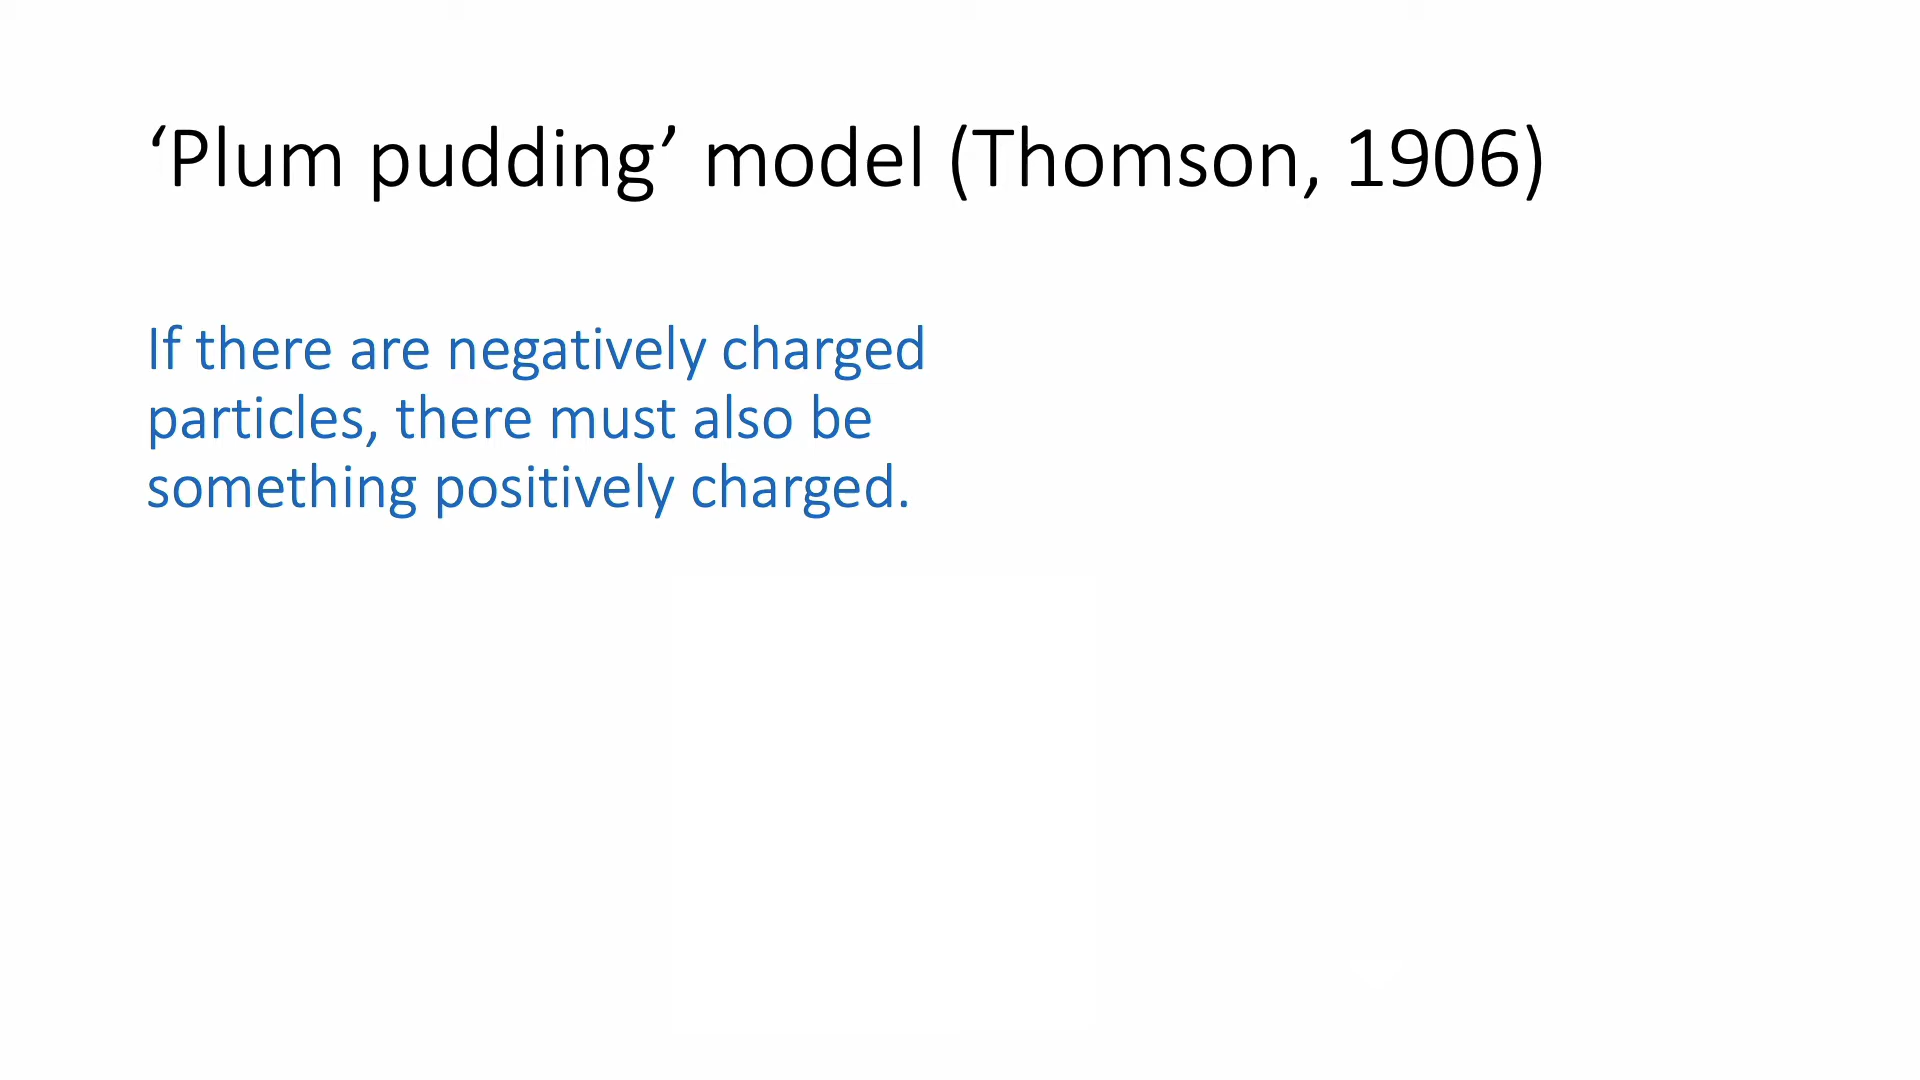 ‘Plum pudding’ model (Thomson, 1906)
If there are negatively charged
particles, there must also be
something positively charged.